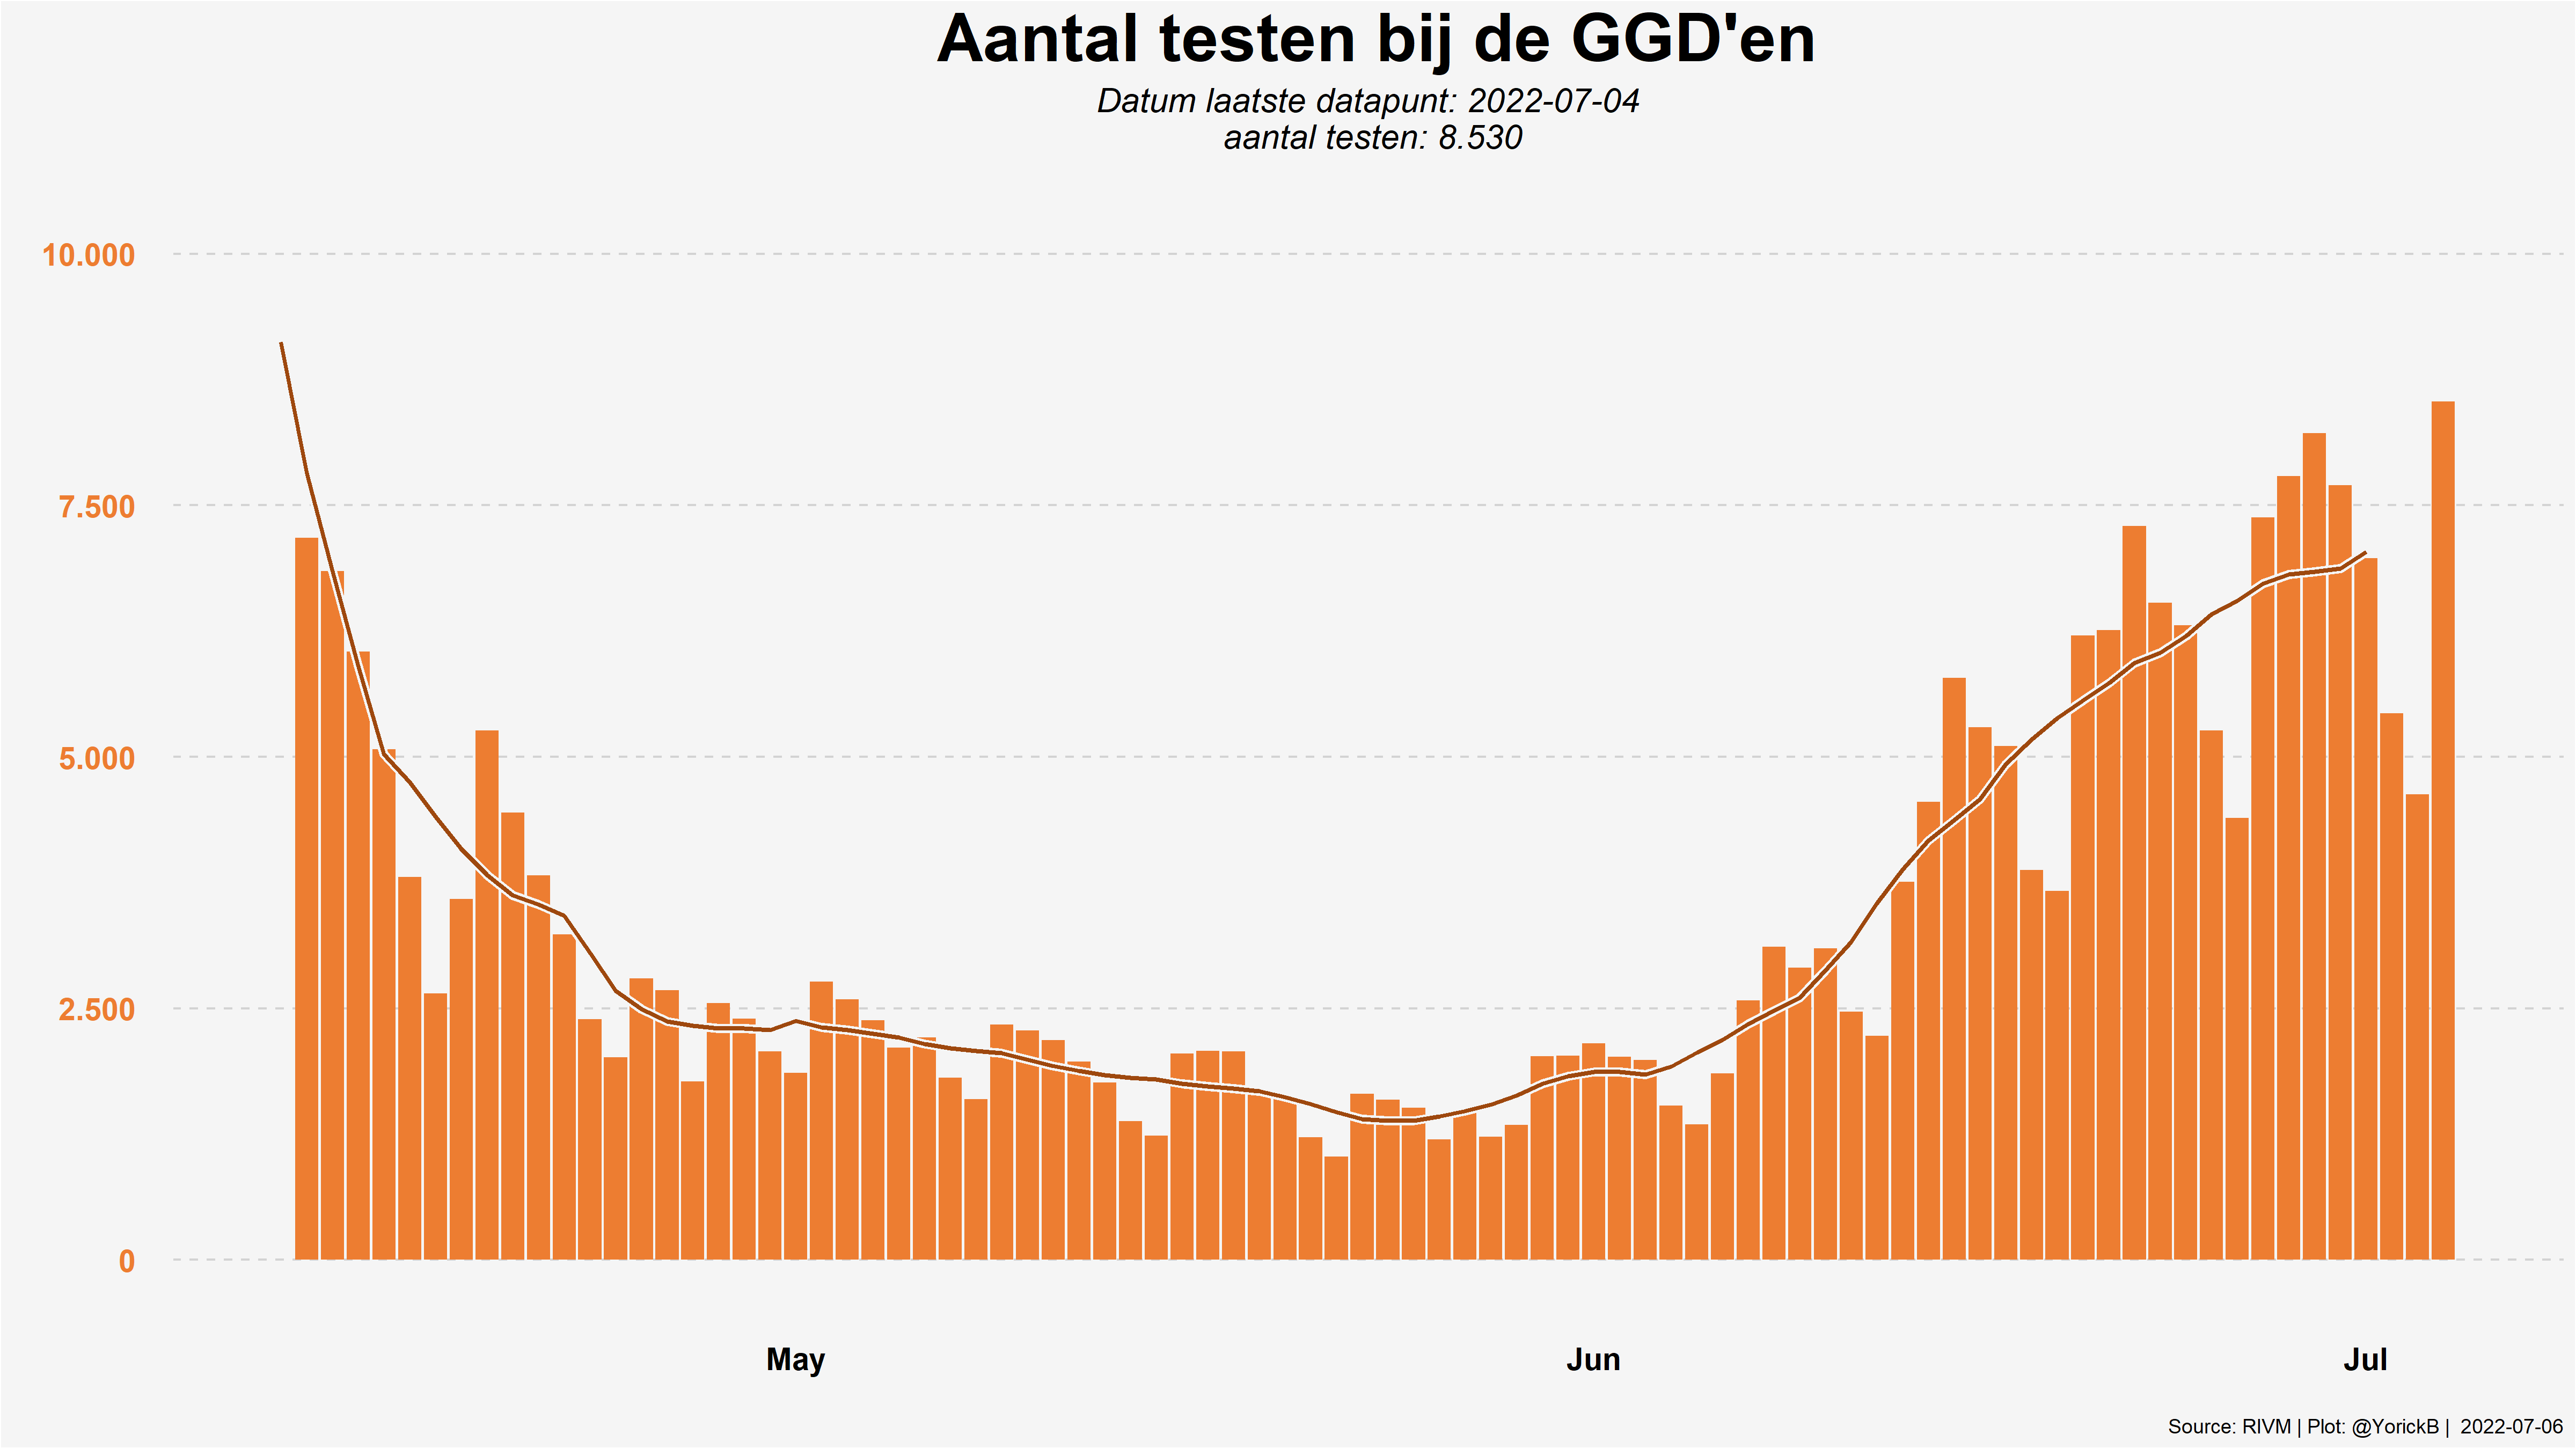 Aantal testen bij de GGD'en
Datum laatste datapunt: 2022-07-04
aantal testen: 8.530
10.000
7.500
5.000
2.500
0
May Jun Jul
Source: RIVM | Plot: @YorickB | 2022-07-06